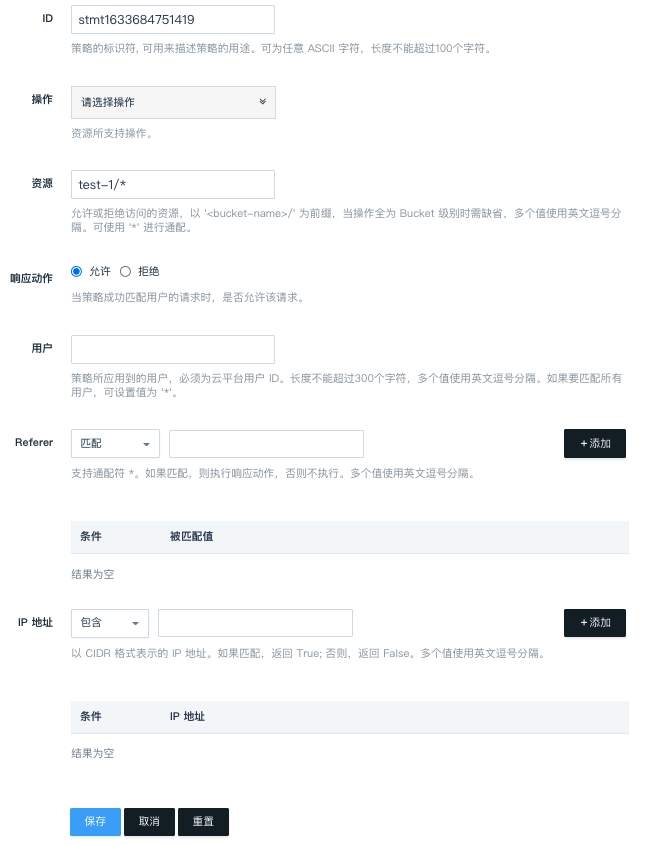 ID
stmt1633684751419
策略的标识符, 可用来描述策略的用途。可为任意 ASCII 字符，长度不能超过100个字符。
操作
请选择操作
资源所支持操作。
资源
test-1/*
允许或拒绝访问的资源，以 '<bucket-name>/' 为前缀，当操作全为 Bucket 级别时需缺省，多个值使用英文逗号分
隔。可使用 '*' 进行通配。
响应动作
允许 拒绝
当策略成功匹配用户的请求时，是否允许该请求。
用户
策略所应用到的用户，必须为云平台用户 ID。长度不能超过300个字符，多个值使用英文逗号分隔。如果要匹配所有
用户，可设置值为 '*'。
Referer
匹配
+ 添加
支持通配符 *。如果匹配，则执行响应动作，否则不执行。多个值使用英文逗号分隔。
条件 被匹配值
结果为空
IP 地址
包含
+ 添加
以 CIDR 格式表示的 IP 地址。如果匹配，返回 True; 否则，返回 False。多个值使用英文逗号分隔。
条件 IP 地址
结果为空
保存 取消 重置